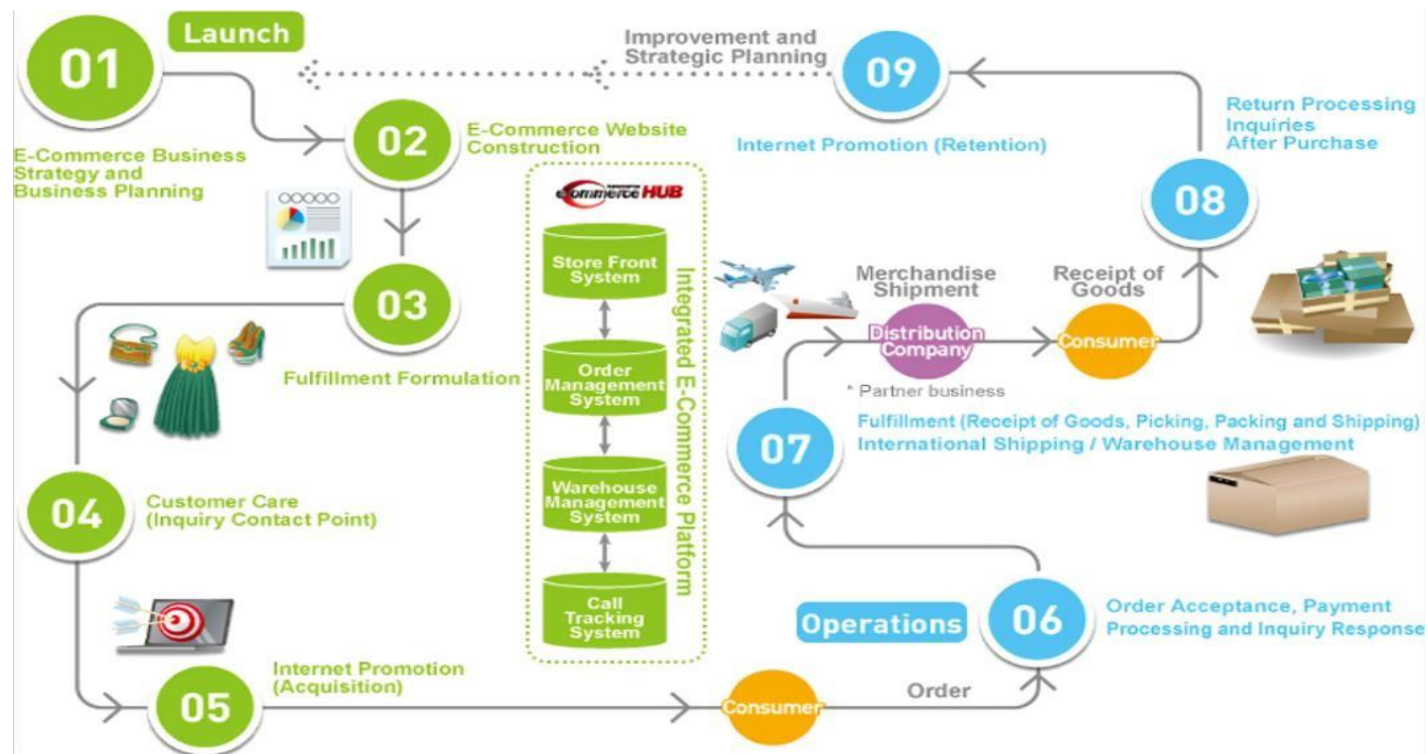 01
Launch
E-Commerce Business
Strategy and
Business Planning
02
E-Commerce Website
Construction
03
Fulfillment Formulation
04
Customer Care
(Inquiry Contact Point)
05
Internet Promotion
(Acquisition)
eCommerce HUB
Store Front
System
Order
Management
System
Warehouse
Management
System
Call
Tracking
System
Integrated E-Commerce Platform
Consumer
Order
Operations
06
Order Acceptance, Payment
Processing and Inquiry Response
07
Fulfillment (Receipt of Goods, Picking, Packing and Shipping)
International Shipping / Warehouse Management
Merchandise
Shipment
Distribution
Company
* Partner business
Receipt of
Goods
Consumer
08
Return Processing
Inquiries
After Purchase
09
Internet Promotion (Retention)
Improvement and
Strategic Planning